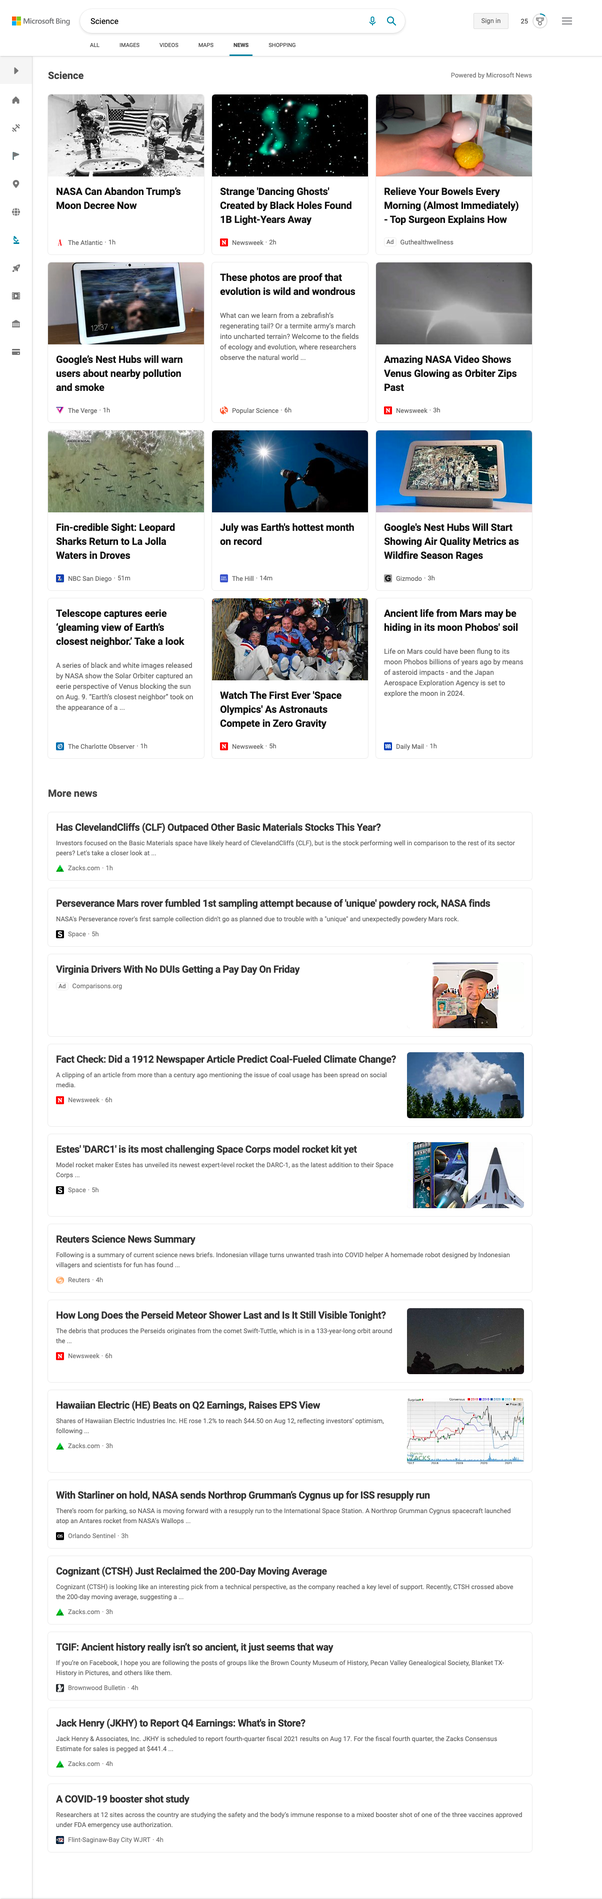 Microsoft Bing
Science
Sign in
25
ALL
IMAGES
VIDEOS
MAPS
NEWS
SHOPPING
Science
Powered by Microsoft News
NASA Can Abandon Trump's
Moon Decree Now
The Atlantic · 1h
Strange 'Dancing Ghosts'
Created by Black Holes Found
1B Light-Years Away
Newsweek · 2h
Relieve Your Bowels Every
Morning (Almost Immediately)
- Top Surgeon Explains How
Ad Guthealthwellness
12:37
Google's Nest Hubs will warn
users about nearby pollution
and smoke
The Verge · 1h
These photos are proof that
evolution is wild and wondrous
What can we learn from a zebrafish's
regenerating tail? Or a termite army's march
into uncharted terrain? Welcome to the fields
of ecology and evolution, where researchers
observe the natural world ...
Popular Science · 6h
Amazing NASA Video Shows
Venus Glowing as Orbiter Zips
Past
Newsweek · 3h
Fin-credible Sight: Leopard
Sharks Return to La Jolla
Waters in Droves
NBC San Diego · 51m
July was Earth's hottest month
on record
The Hill · 14m
Google's Nest Hubs Will Start
Showing Air Quality Metrics as
Wildfire Season Rages
Gizmodo · 3h
Telescope captures eerie
'gleaming view of Earth's
closest neighbor.' Take a look
A series of black and white images released
by NASA show the Solar Orbiter captured an
eerie perspective of Venus blocking the sun
on Aug. 9. "Earth's closest neighbor" took on
the appearance of a ...
The Charlotte Observer · 1h
Watch The First Ever 'Space
Olympics' As Astronauts
Compete in Zero Gravity
Newsweek · 5h
Ancient life from Mars may be
hiding in its moon Phobos' soil
Life on Mars could have been flung to its
moon Phobos billions of years ago by means
of asteroid impacts - and the Japan
Aerospace Exploration Agency is set to
explore the moon in 2024.
Daily Mail · 1h
More news
Has ClevelandCliffs (CLF) Outpaced Other Basic Materials Stocks This Year?
Investors focused on the Basic Materials space have likely heard of ClevelandCliffs (CLF), but is the stock performing well in comparison to the rest of its sector
peers? Let's take a closer look at ...
Zacks.com · 1h
Perseverance Mars rover fumbled 1st sampling attempt because of 'unique' powdery rock, NASA finds
NASA's Perseverance rover's first sample collection didn't go as planned due to trouble with a "unique" and unexpectedly powdery Mars rock.
Space · 5h
Virginia Drivers With No DUIs Getting a Pay Day On Friday
Ad Comparisons.org
Fact Check: Did a 1912 Newspaper Article Predict Coal-Fueled Climate Change?
A clipping of an article from more than a century ago mentioning the issue of coal usage has been spread on social
media.
Newsweek · 6h
Estes' 'DARC1' is its most challenging Space Corps model rocket kit yet
Model rocket maker Estes has unveiled its newest expert-level rocket the DARC-1, as the latest addition to their Space
Corps ...
Space · 5h
Reuters Science News Summary
Following is a summary of current science news briefs. Indonesian village turns unwanted trash into COVID helper A homemade robot designed by Indonesian
villagers and scientists for fun has found ...
Reuters · 4h
How Long Does the Perseid Meteor Shower Last and Is It Still Visible Tonight?
The debris that produces the Perseids originates from the comet Swift-Tuttle, which is in a 133-year-long orbit around
the ...
Newsweek · 6h
Hawaiian Electric (HE) Beats on Q2 Earnings, Raises EPS View
Shares of Hawaiian Electric Industries Inc. HE rose 1.2% to reach $44.50 on Aug 12, reflecting investors' optimism,
following ...
Zacks.com · 3h
With Starliner on hold, NASA sends Northrop Grumman's Cygnus up for ISS resupply run
There's room for parking, so NASA is moving forward with a resupply run to the International Space Station. A Northrop Grumman Cygnus spacecraft launched
atop an Antares rocket from NASA's Wallops ...
Orlando Sentinel · 3h
Cognizant (CTSH) Just Reclaimed the 200-Day Moving Average
Cognizant (CTSH) is looking like an interesting pick from a technical perspective, as the company reached a key level of support. Recently, CTSH crossed above
the 200-day moving average, suggesting a ...
Zacks.com · 3h
TGIF: Ancient history really isn't so ancient, it just seems that way
If you're on Facebook, I hope you are following the posts of groups like the Brown County Museum of History, Pecan Valley Genealogical Society, Blanket TX-
History in Pictures, and others like them.
Brownwood Bulletin · 4h
Jack Henry (JKHY) to Report Q4 Earnings: What's in Store?
Jack Henry & Associates, Inc. JKHY is scheduled to report fourth-quarter fiscal 2021 results on Aug 17. For the fiscal fourth quarter, the Zacks Consensus
Estimate for sales is pegged at $441.4 ...
Zacks.com · 4h
A COVID-19 booster shot study
Researchers at 12 sites across the country are studying the safety and the body's immune response to a mixed booster shot of one of the three vaccines approved
under FDA emergency use authorization.
Flint-Saginaw-Bay City WJRT · 4h